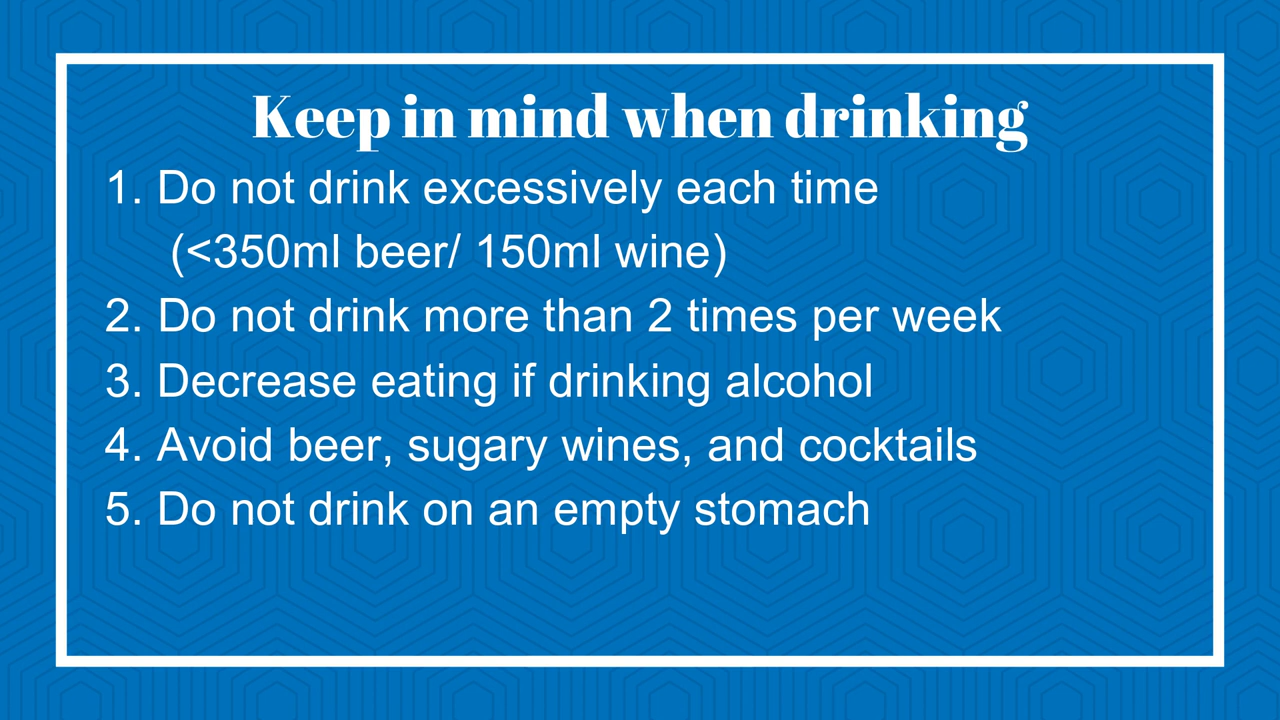 Keep in mind when drinking
1. Do not drink excessively each time
(<350ml beer/ 150ml wine)
2. Do not drink more than 2 times per week
3. Decrease eating if drinking alcohol
4. Avoid beer, sugary wines, and cocktails
5. Do not drink on an empty stomach